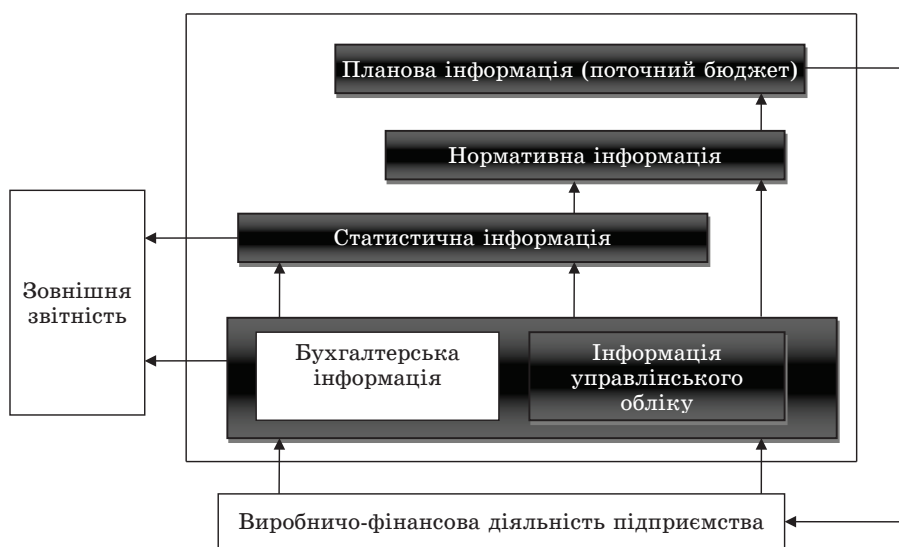 Планова інформація (поточний бюджет)
Нормативна інформація
Статистична інформація
Зовнішня
звітність
Бухгалтерська
інформація
Інформація
управлінського
обліку
Виробничо-фінансова діяльність підприємства